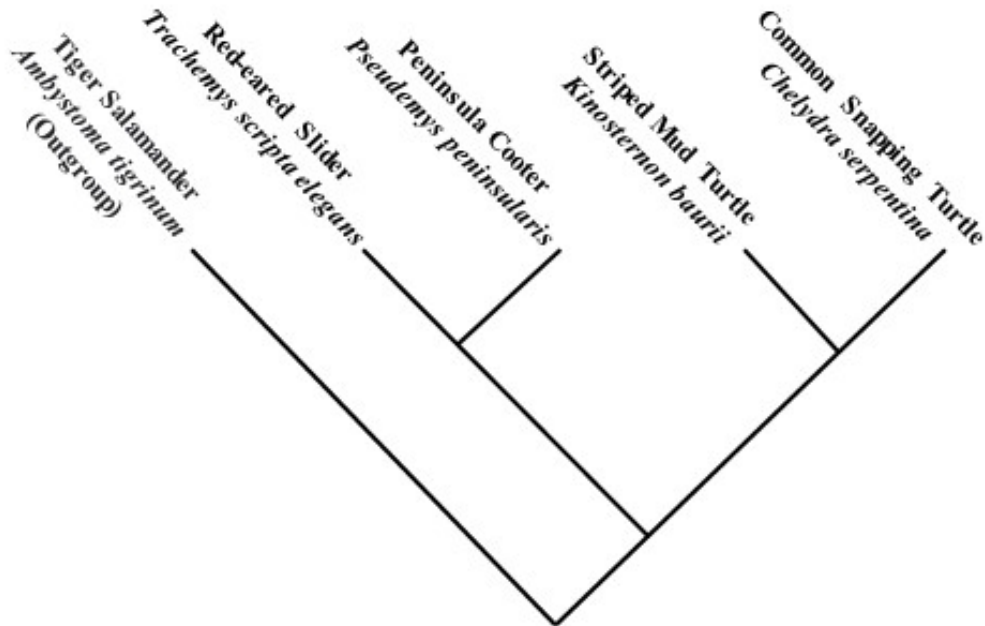 Tiger Salamander
Ambystoma tigrinum
(Outgroup)
Red-eared Slider
Trachemys scripta elegans
Peninsula Cooter
Pseudemys peninsularis
Striped Mud Turtle
Kinosternon baurii
Common Snapping Turtle
Chelydra serpentina